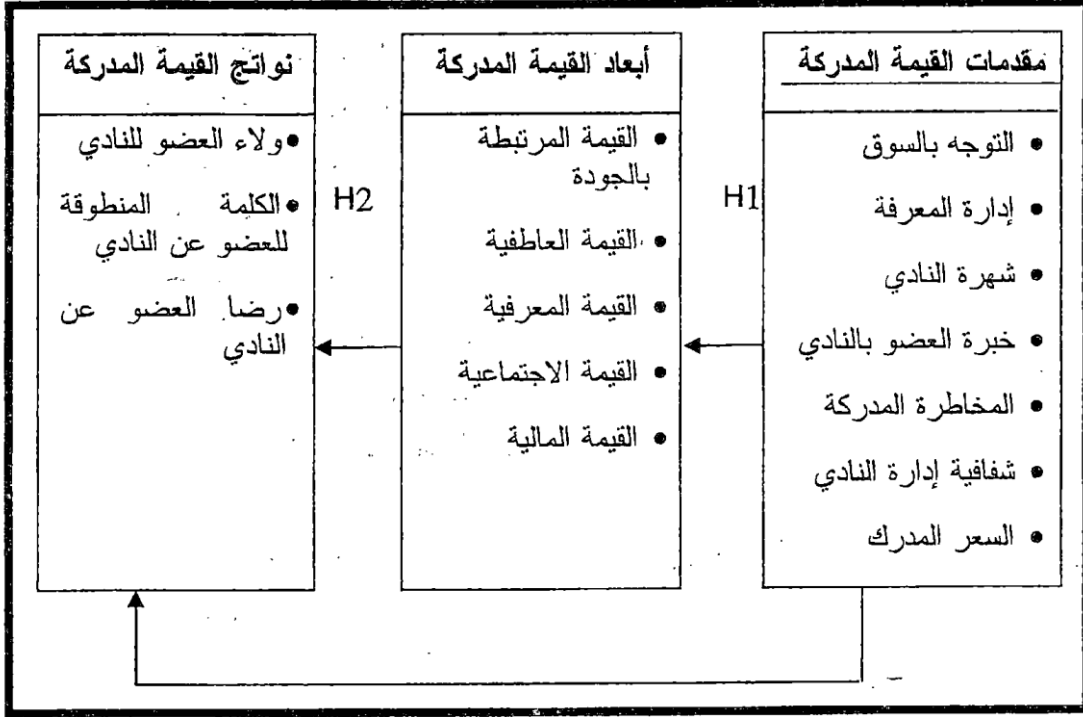 مقدمات القيمة المدركة
• التوجه بالسوق
• إدارة المعرفة
• شهرة النادي
• خبرة العضو بالنادي
• المخاطرة المدركة
• شفافية إدارة النادي
• السعر المدرك
H1
أبعاد القيمة المدركة
• القيمة المرتبطة
بالجودة
• القيمة العاطفية
• القيمة المعرفية
• القيمة الاجتماعية
• القيمة المالية
H2
نواتج القيمة المدركة
• ولاء العضو للنادي
• الكلمة المنطوقة
للعضو عن النادي
• رضا العضو عن
النادي